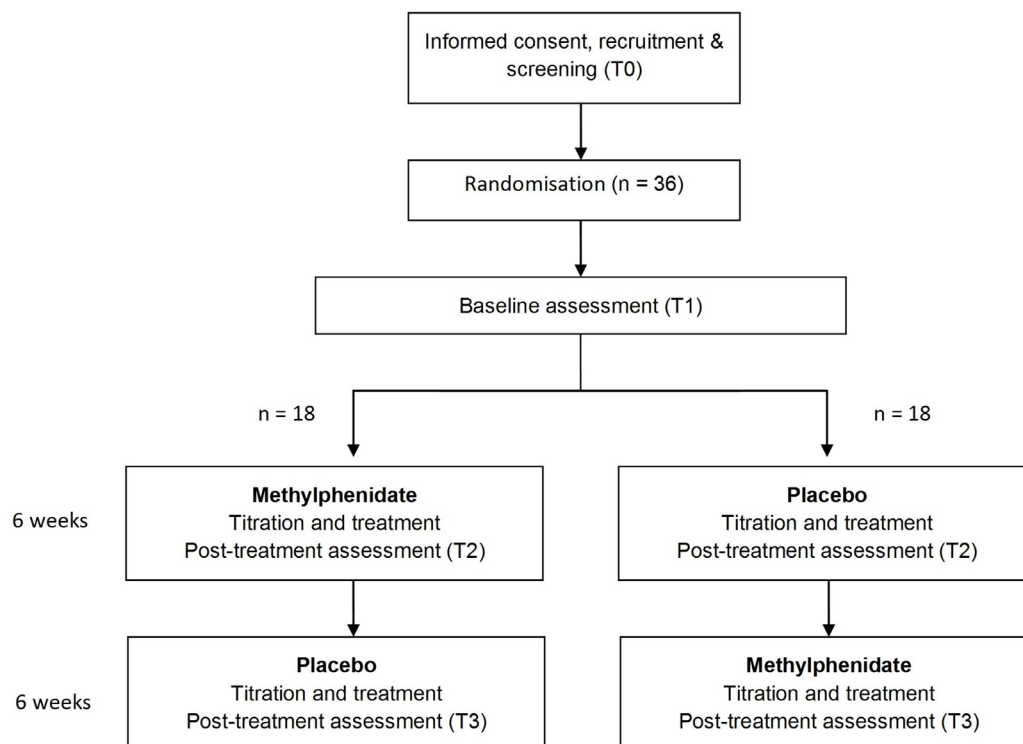 Informed consent, recruitment &
screening (T0)
Randomisation (n = 36)
Baseline assessment (T1)
n = 18
n = 18
6 weeks
Methylphenidate
Titration and treatment
Post-treatment assessment (T2)
Placebo
Titration and treatment
Post-treatment assessment (T2)
6 weeks
Placebo
Titration and treatment
Post-treatment assessment (T3)
Methylphenidate
Titration and treatment
Post-treatment assessment (T3)